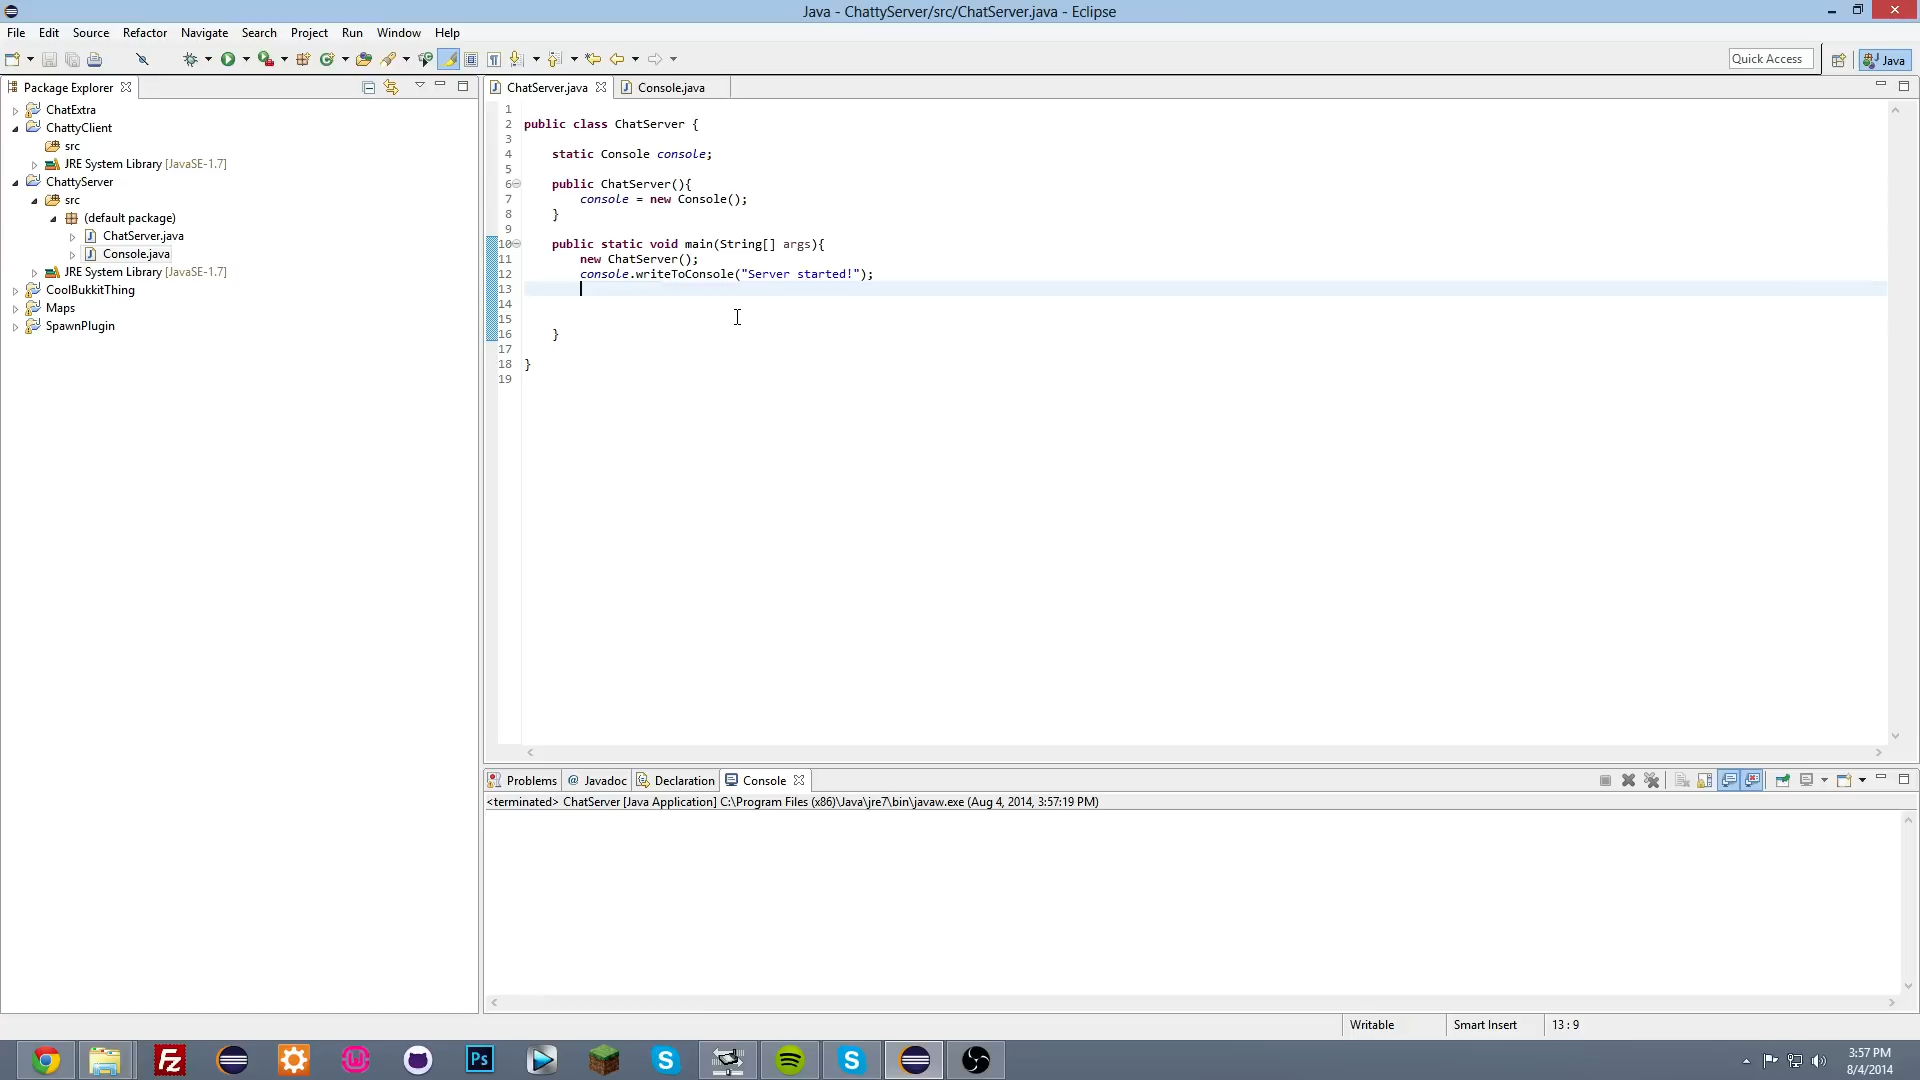 Java - ChattyServer/src/ChatServer.java - Eclipse
File Edit Source Refactor Navigate Search Project Run Window Help
Quick Access
Java
Package Explorer
ChatExtra
ChattyClient
src
JRE System Library [JavaSE-1.7]
ChattyServer
src
(default package)
ChatServer.java
Console.java
JRE System Library [JavaSE-1.7]
CoolBukkitThing
Maps
SpawnPlugin
ChatServer.java Console.java
1
2 public class ChatServer {
3
4 static Console console;
5
6 public ChatServer(){
7 console = new Console();
8 }
9
10 public static void main(String[] args){
11 new ChatServer();
12 console.writeToConsole("Server started!");
13
14
15
16 }
17
18 }
19
Problems @ Javadoc Declaration Console
<terminated> ChatServer [Java Application] C:\Program Files (x86)\Java\jre7\bin\javaw.exe (Aug 4, 2014, 3:57:19 PM)
Writable Smart Insert 13 : 9
Fz
Ps
3:57 PM
8/4/2014